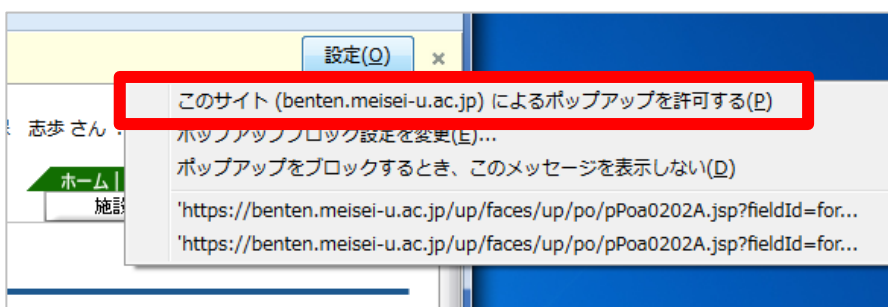 設定(O)
×
このサイト (benten.meisei-u.ac.jp) によるポップアップを許可する(P)
志歩 さん
ポップアップブロック設定を変更(E)...
ポップアップをブロックするとき、このメッセージを表示しない(D)
ホーム
施設
'https://benten.meisei-u.ac.jp/up/faces/up/po/pPoa0202A.jsp?fieldId=for...
'https://benten.meisei-u.ac.jp/up/faces/up/po/pPoa0202A.jsp?fieldId=for...